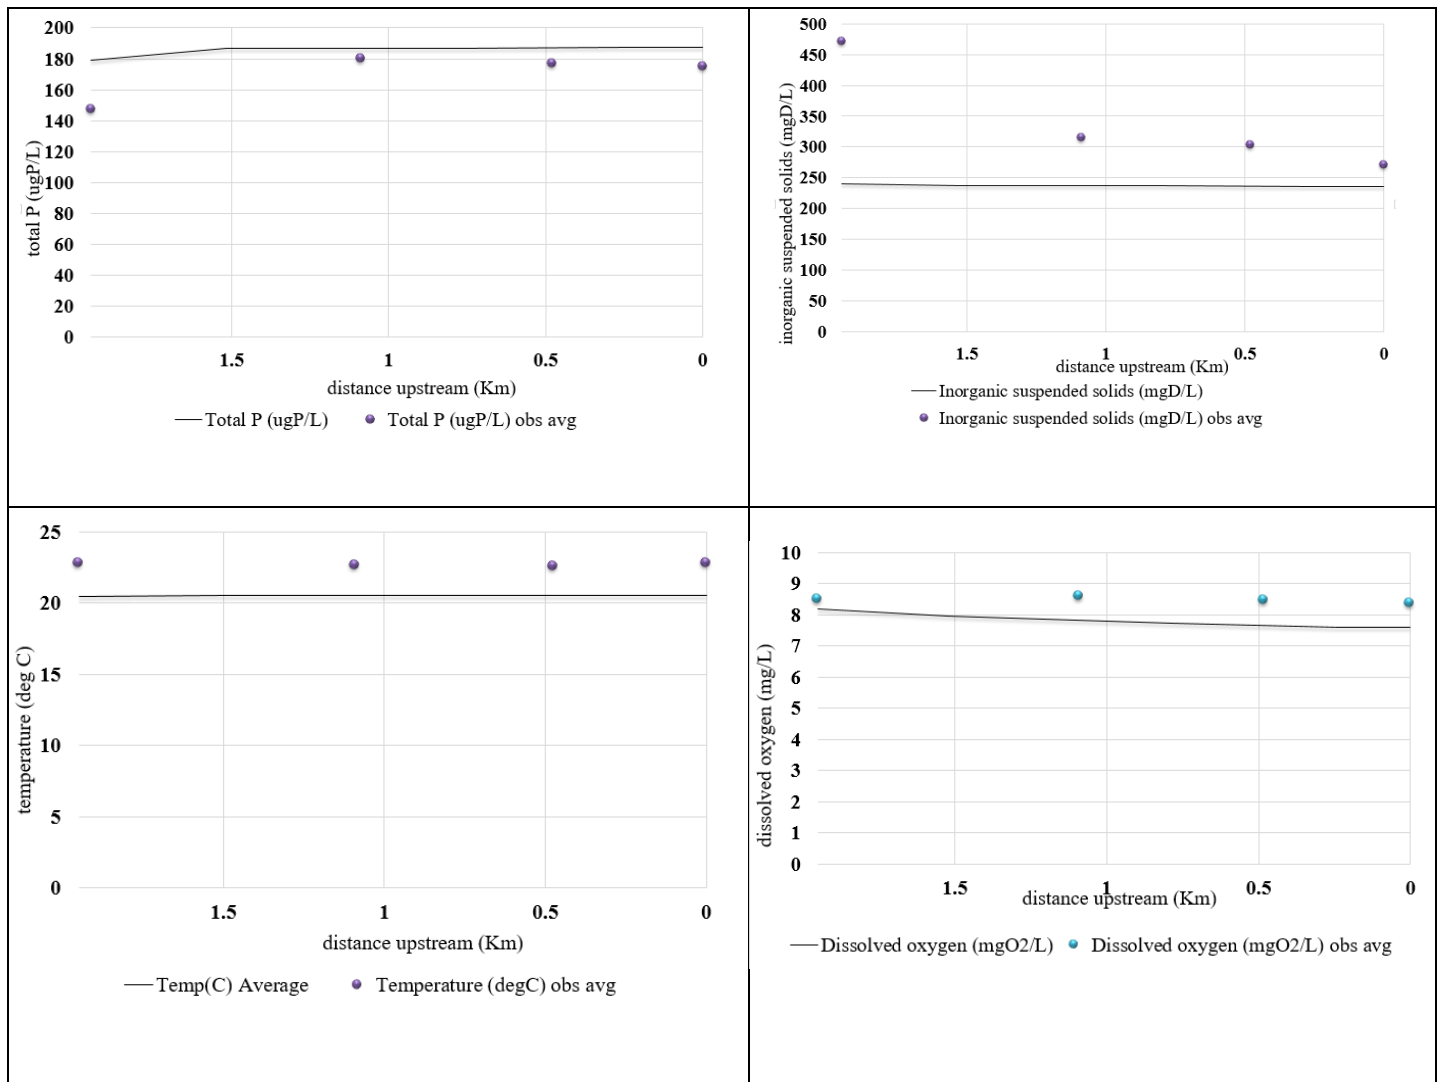 200
180
160
140
120
100
80
60
40
20
0
total P (ugP/L)
1.5 1 0.5 0
distance upstream (Km)
Total P (ugP/L) Total P (ugP/L) obs avg
500
450
400
350
300
250
200
150
100
50
0
inorganic suspended solids (mgD/L)
1.5 1 0.5 0
distance upstream (Km)
Inorganic suspended solids (mgD/L)
Inorganic suspended solids (mgD/L) obs avg
25
20
15
10
5
0
temperature (deg C)
1.5 1 0.5 0
distance upstream (Km)
Temp(C) Average Temperature (degC) obs avg
10
9
8
7
6
5
4
3
2
1
0
dissolved oxygen (mg/L)
1.5 1 0.5 0
distance upstream (Km)
Dissolved oxygen (mgO2/L) Dissolved oxygen (mgO2/L) obs avg